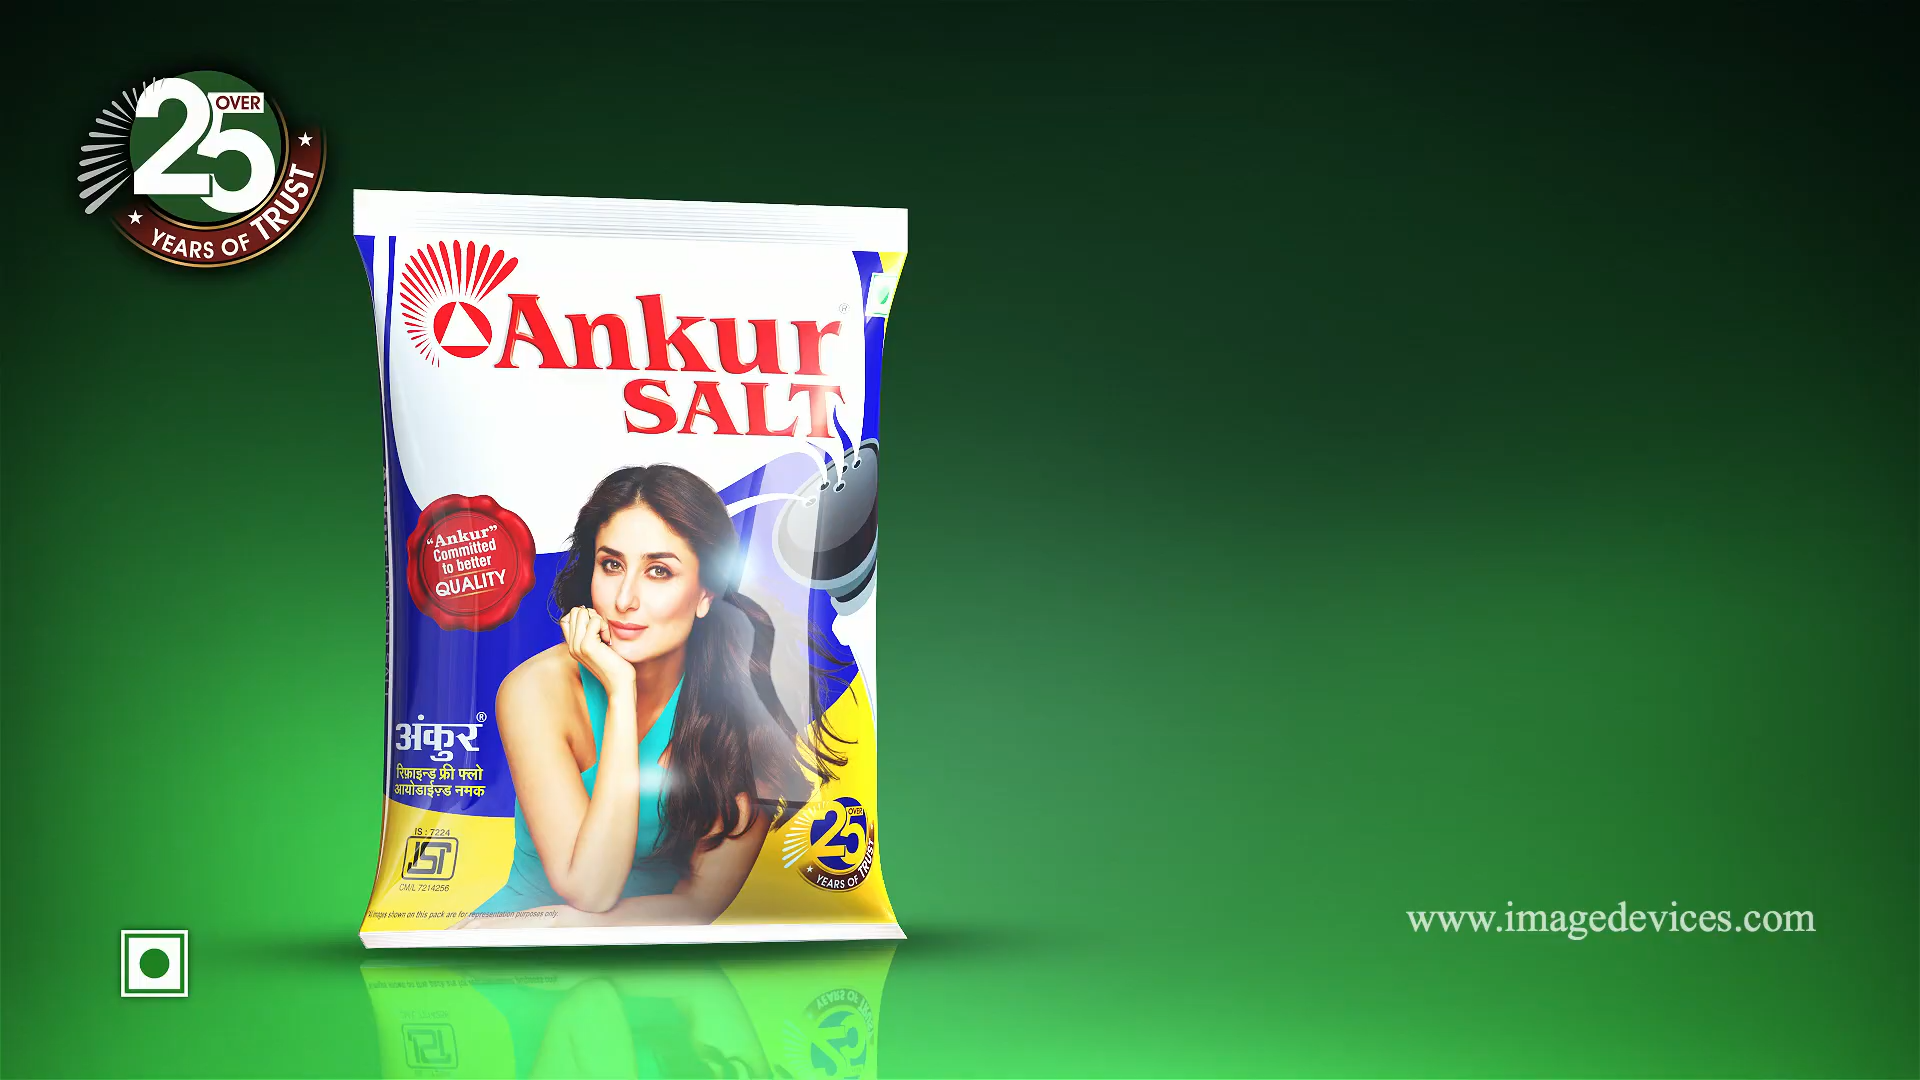 25
OVER
YEARS OF TRUST
Ankur®
SALT
"Ankur"
Committed
to better
QUALITY
अंकुर®
रिफ़ाइन्ड फ्री फ्लो
आयोडाईज़्ड नमक
IS : 7224
ISI
CM/L 7214256
25
OVER
YEARS OF TRUST
images shown on this pack are for representation purposes only.
www.imagedevices.com